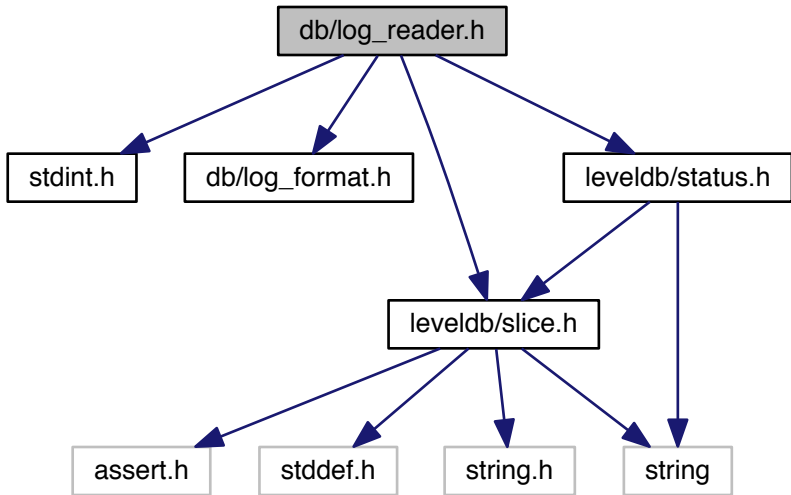 db/log_reader.h
stdint.h
db/log_format.h
leveldb/status.h
leveldb/slice.h
assert.h
stddef.h
string.h
string